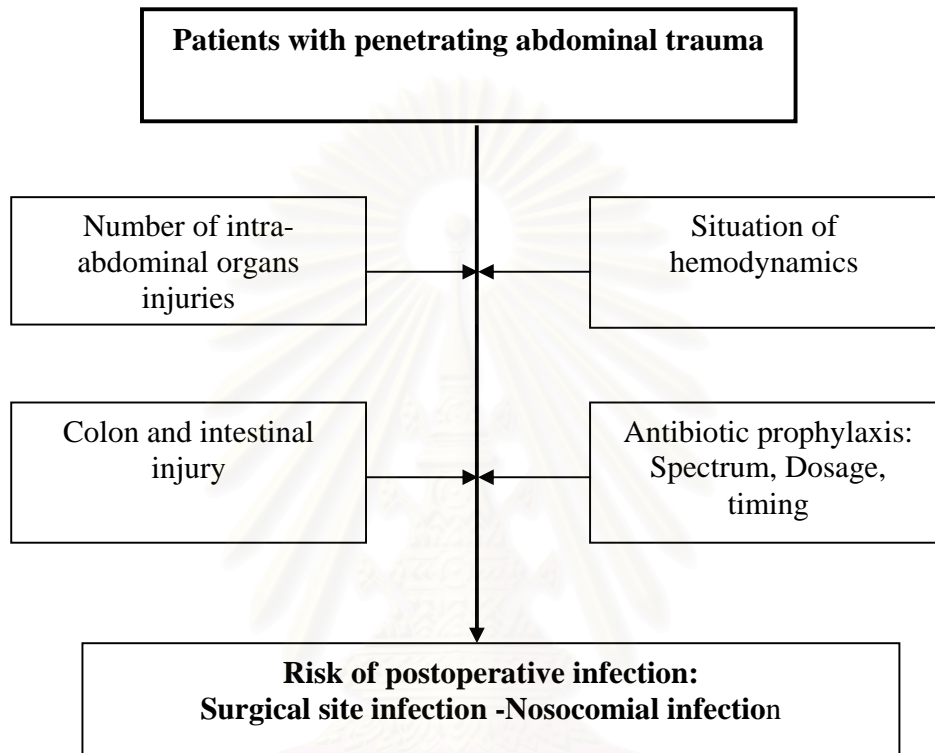 Patients with penetrating abdominal trauma
Number of intra-
abdominal organs
injuries
Situation of
hemodynamics
Colon and intestinal
injury
Antibiotic prophylaxis:
Spectrum, Dosage,
timing
Risk of postoperative infection:
Surgical site infection -Nosocomial infection